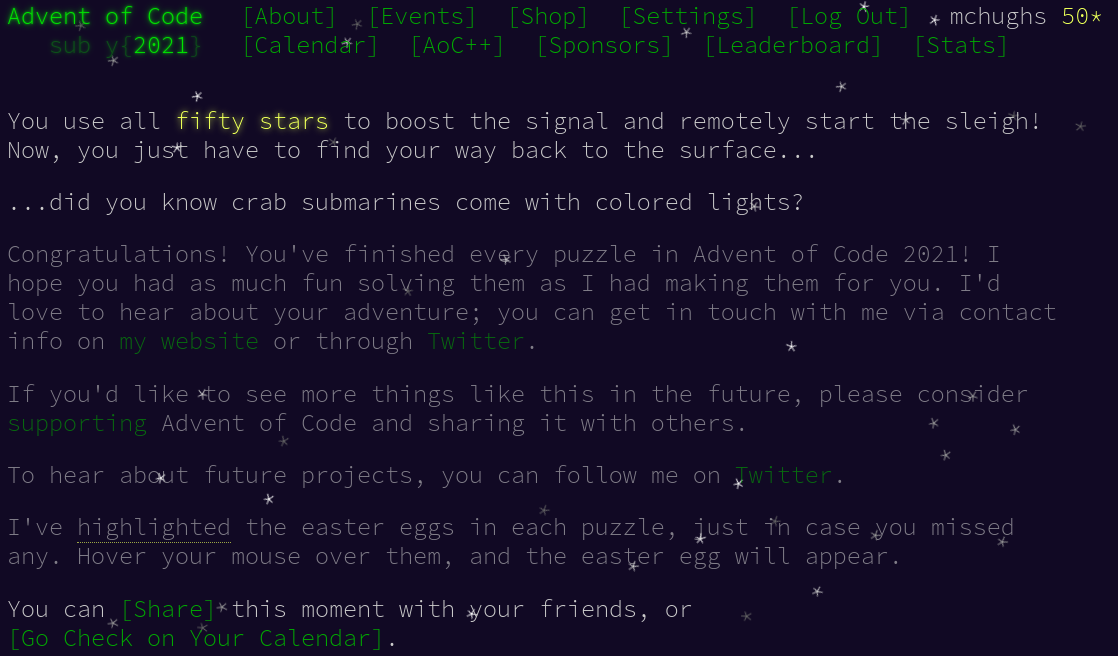 Advent of Code [About] [Events] [Shop] [Settings] [Log Out] mchughs 50*
sub y{2021} [Calendar] [AoC++] [Sponsors] [Leaderboard] [Stats]
You use all fifty stars to boost the signal and remotely start the sleigh!
Now, you just have to find your way back to the surface...
...did you know crab submarines come with colored lights?
Congratulations! You've finished every puzzle in Advent of Code 2021! I
hope you had as much fun solving them as I had making them for you. I'd
love to hear about your adventure; you can get in touch with me via contact
info on my website or through Twitter.
If you'd like to see more things like this in the future, please consider
supporting Advent of Code and sharing it with others.
To hear about future projects, you can follow me on Twitter.
I've highlighted the easter eggs in each puzzle, just in case you missed
any. Hover your mouse over them, and the easter egg will appear.
You can [Share] this moment with your friends, or
[Go Check on Your Calendar].